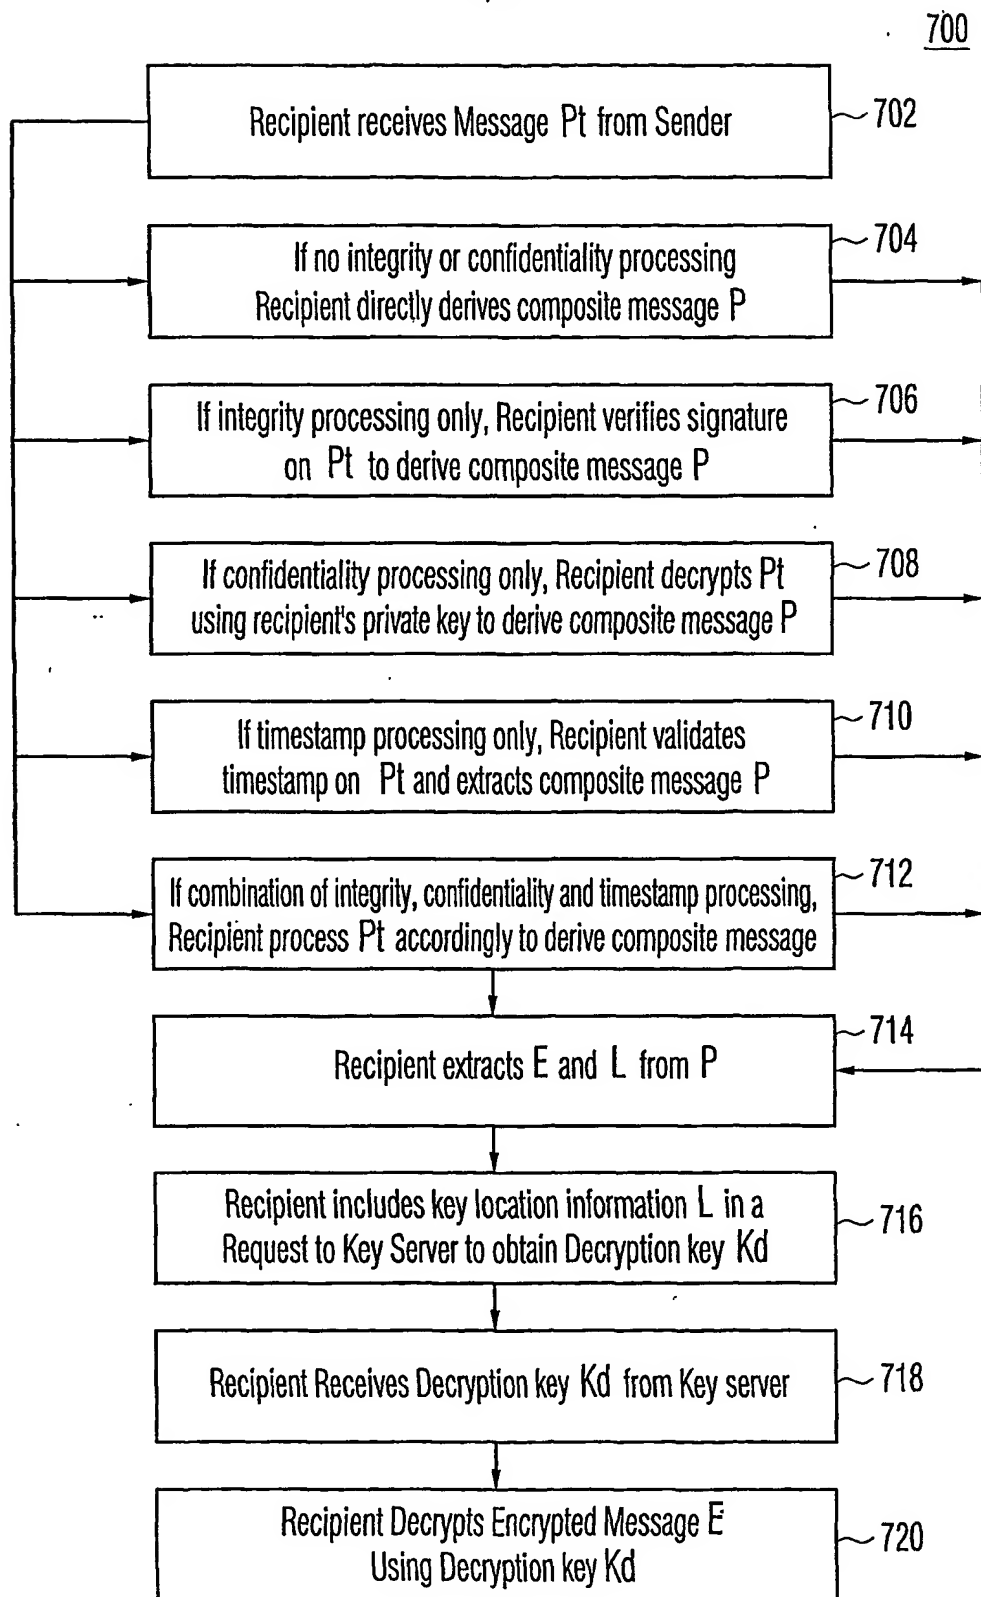 700
Recipient receives Message Pt from Sender
702
If no integrity or confidentiality processing
Recipient directly derives composite message P
704
If integrity processing only, Recipient verifies signature
on Pt to derive composite message P
706
If confidentiality processing only, Recipient decrypts Pt
using recipient's private key to derive composite message P
708
If timestamp processing only, Recipient validates
timestamp on Pt and extracts composite message P
710
If combination of integrity, confidentiality and timestamp processing,
Recipient process Pt accordingly to derive composite message
712
Recipient extracts E and L from P
714
Recipient includes key location information L in a
Request to Key Server to obtain Decryption key Kd
716
Recipient Receives Decryption key Kd from Key server
718
Recipient Decrypts Encrypted Message E
Using Decryption key Kd
720